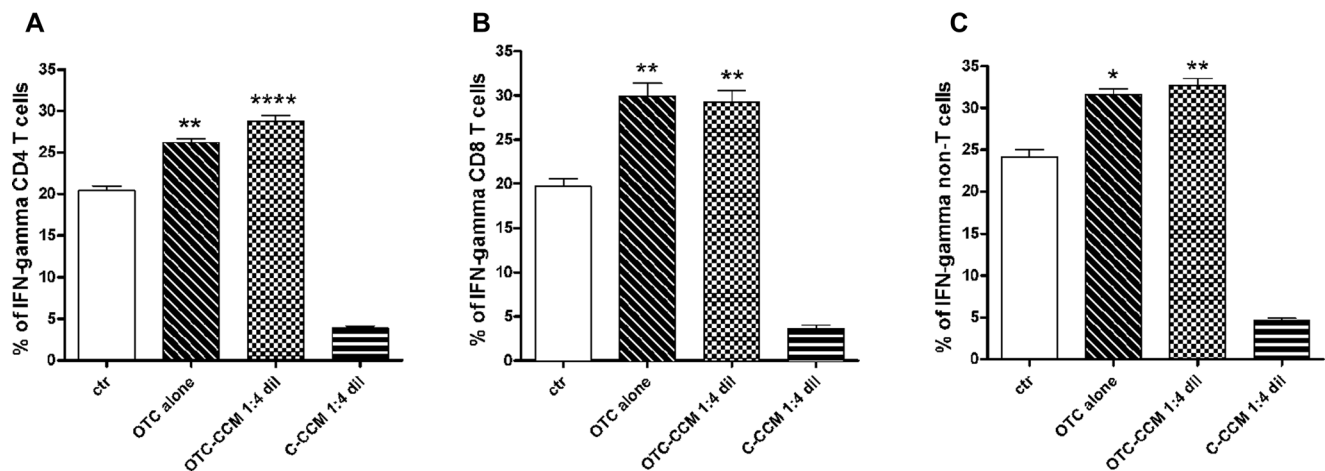 A
% of IFN-gamma CD4 T cells
35
30
25
20
15
10
5
0
**
****
ctr
OTC alone
OTC-CCM 1:4 dil
C-CCM 1:4 dil
B
% of IFN-gamma CD8 T cells
35
30
25
20
15
10
5
0
**
**
ctr
OTC alone
OTC-CCM 1:4 dil
C-CCM 1:4 dil
C
% of IFN-gamma non-T cells
35
30
25
20
15
10
5
0
*
**
ctr
OTC alone
OTC-CCM 1:4 dil
C-CCM 1:4 dil